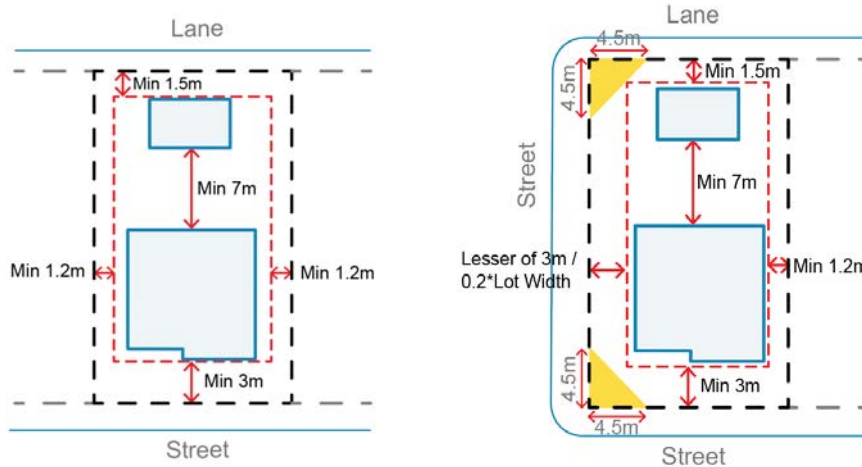 Lane
Min 1.5m
Min 7m
Min 1.2m
Min 1.2m
Min 3m
Street
Lane
4.5m
4.5m
Min 1.5m
Street
Min 7m
Lesser of 3m /
0.2*Lot Width
Min 1.2m
4.5m
Min 3m
4.5m
Street